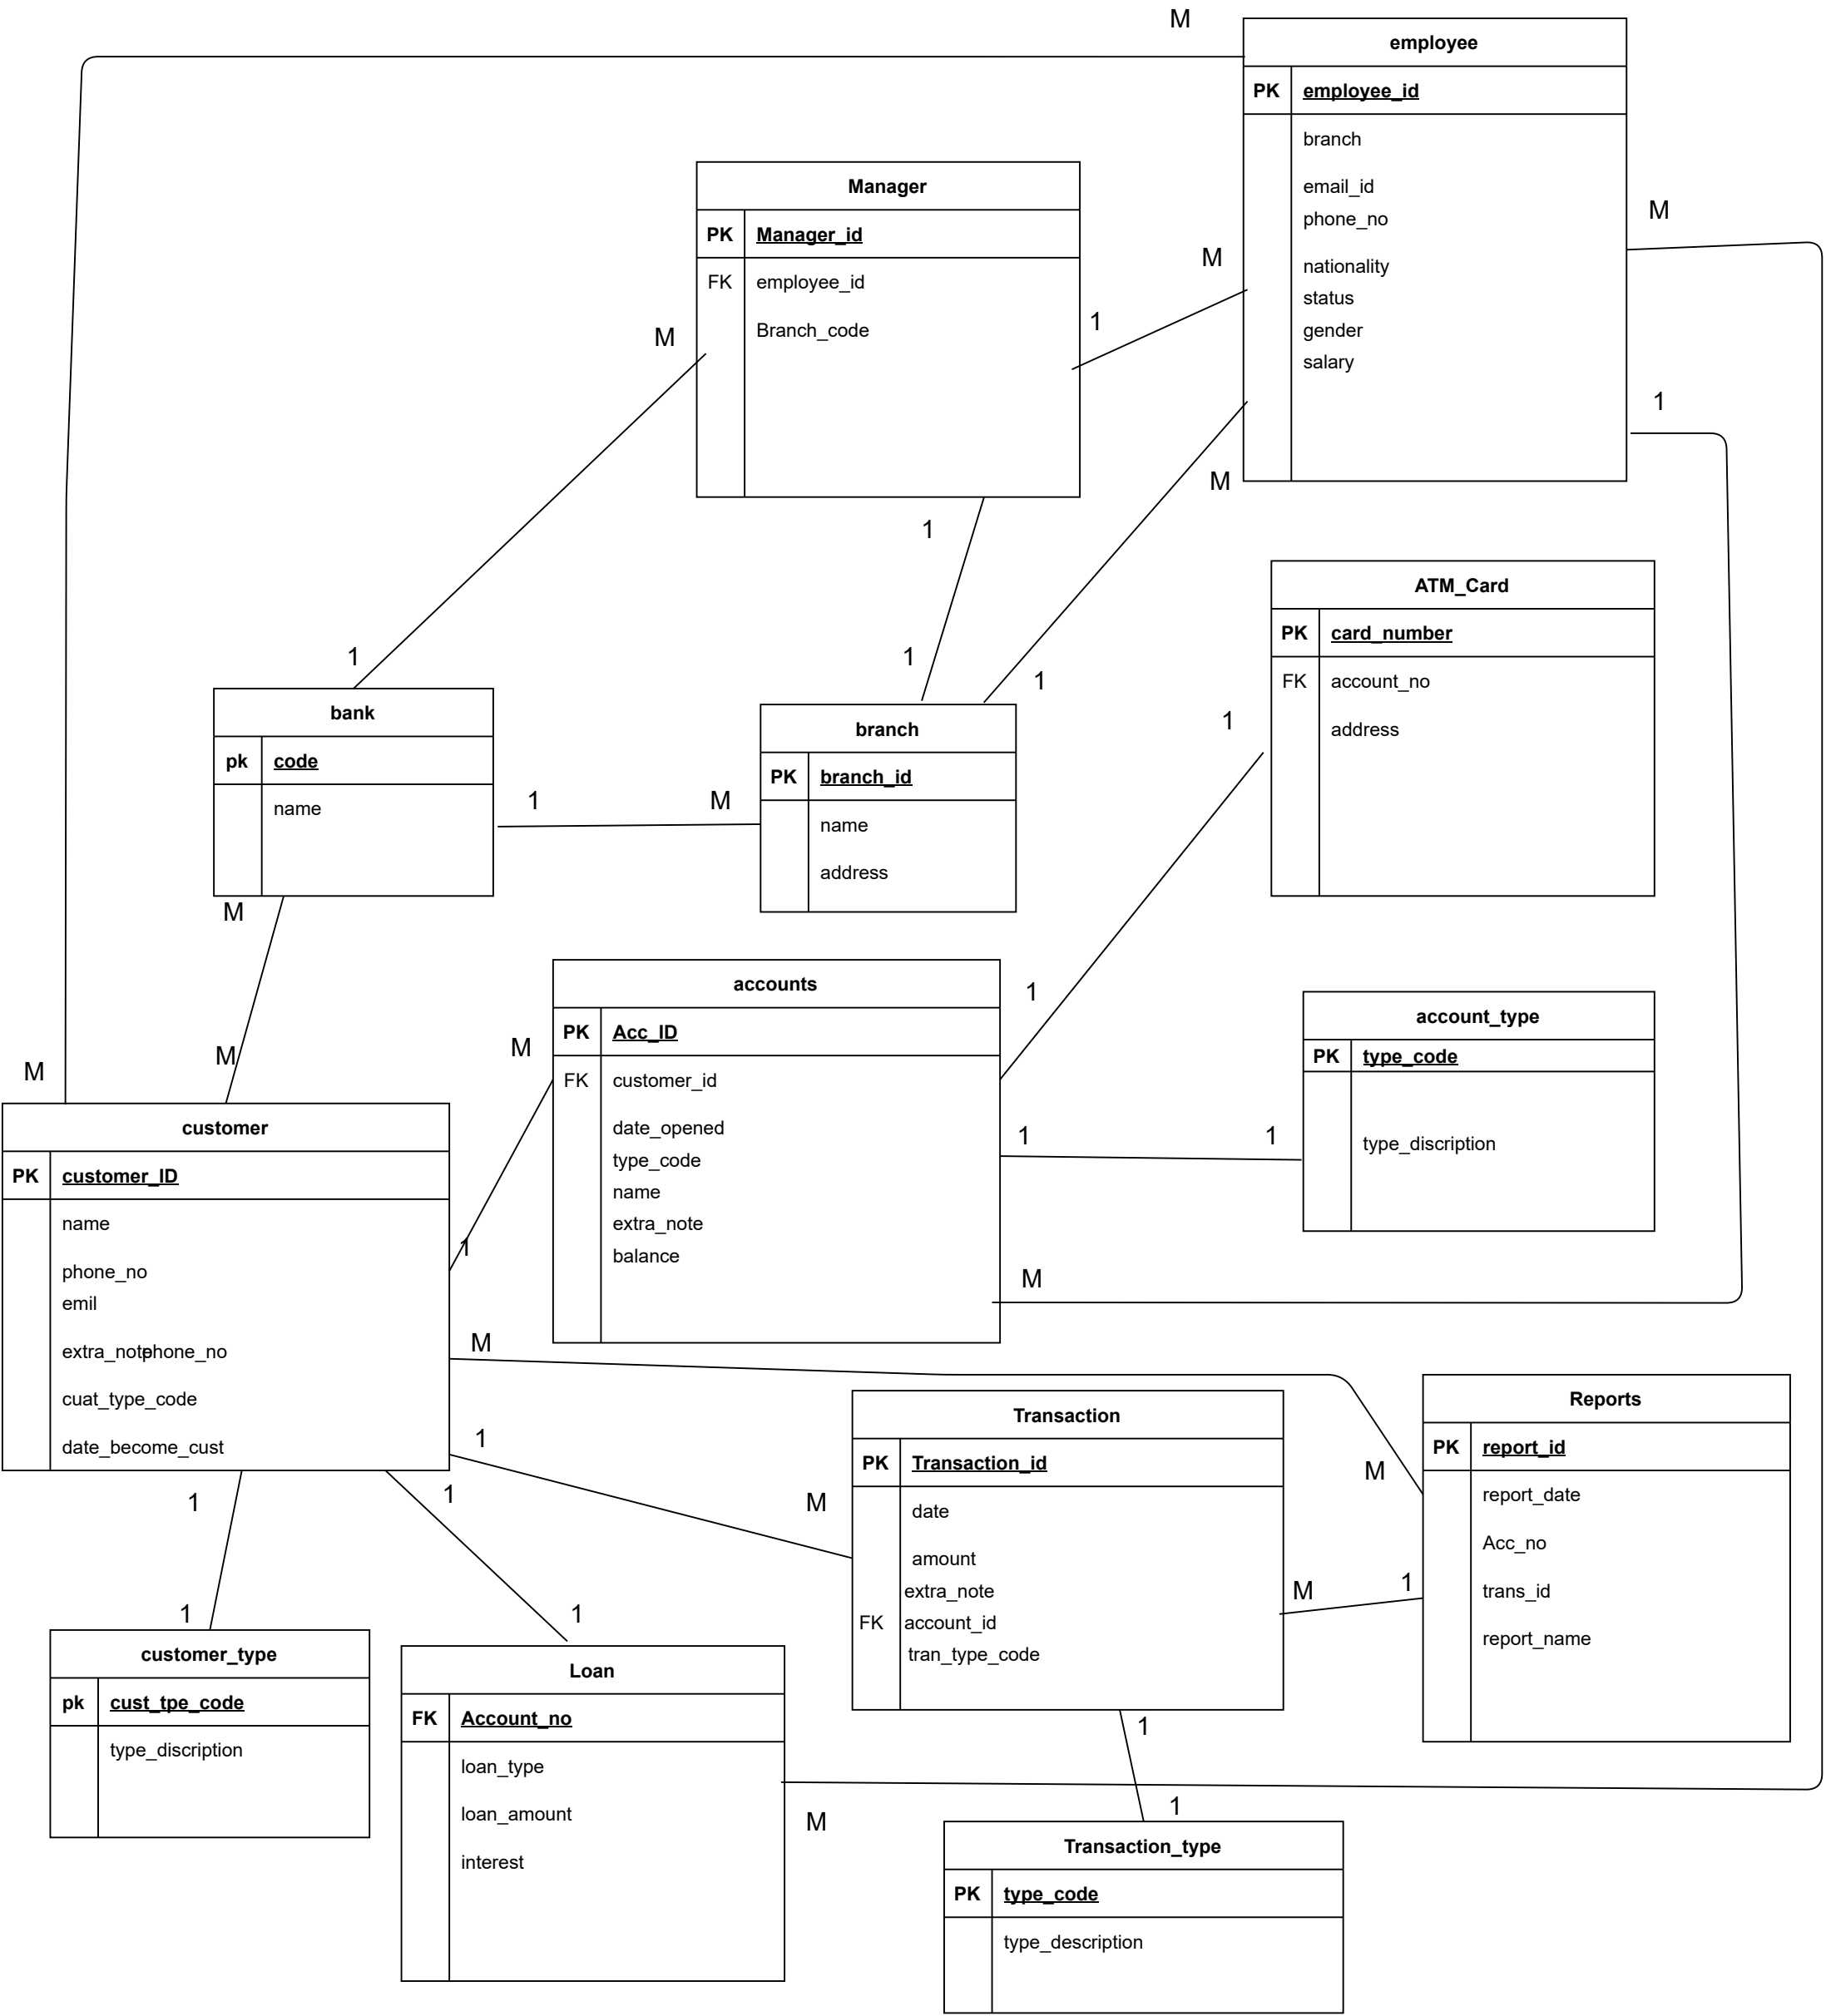 M
employee
PK employee_id
branch
email_id
phone_no
nationality
status
gender
salary
M
M
1
M
1
Manager
PK Manager_id
FK employee_id
Branch_code
M
1
1
1
1
bank
pk code
name
1
M
M
M
branch
PK branch_id
name
address
ATM_Card
PK card_number
FK account_no
address
1
1
accounts
PK Acc_ID
FK customer_id
date_opened
type_code
name
extra_note
balance
M
1
1
1
M
account_type
PK type_code
type_discription
M
customer
PK customer_ID
name
phone_no
emil
extra_note phone_no
cuat_type_code
date_become_cust
M
1
M
1
1
1
1
M
Transaction
PK Transaction_id
date
amount
extra_note
FK account_id
tran_type_code
M
1
Reports
PK report_id
report_date
Acc_no
trans_id
report_name
customer_type
pk cust_tpe_code
type_discription
Loan
FK Account_no
loan_type
loan_amount
interest
M
1
1
Transaction_type
PK type_code
type_description